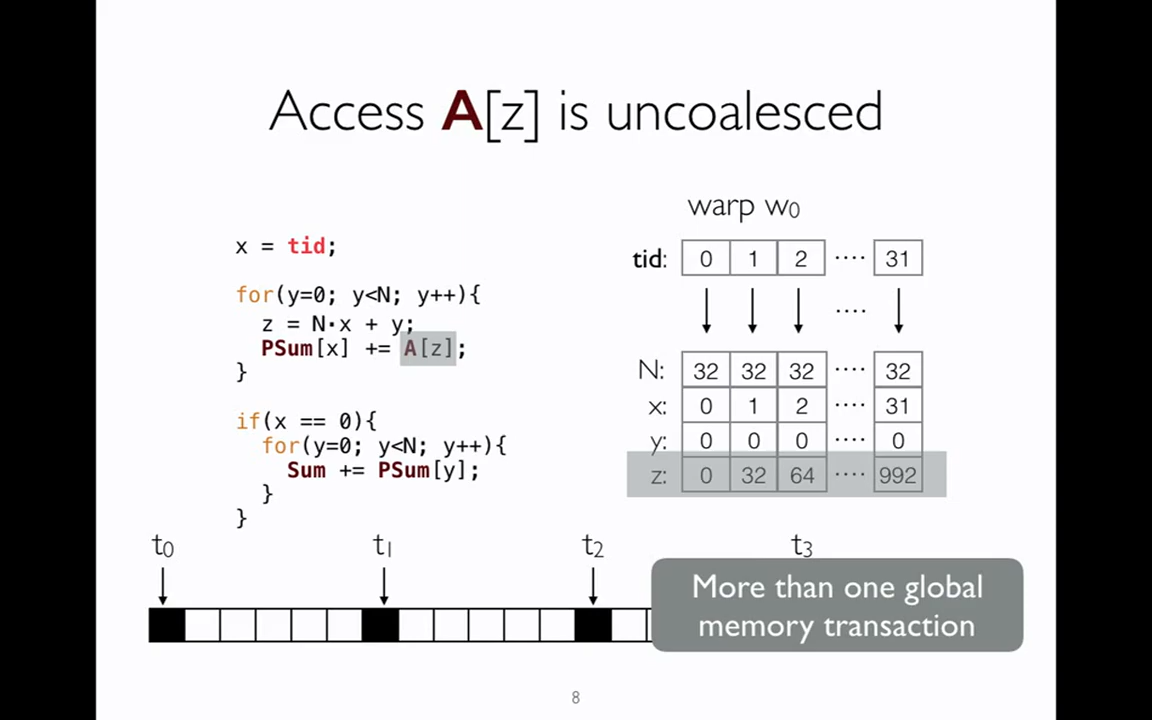 Access A[z] is uncoalesced
x = tid;
for(y=0; y<N; y++){
z = N·x + y;
PSum[x] += A[z];
}
if(x == 0){
for(y=0; y<N; y++){
Sum += PSum[y];
}
}
warp w0
tid: 0 1 2 ···· 31
····
N: 32 32 32 ···· 32
x: 0 1 2 ···· 31
y: 0 0 0 ···· 0
z: 0 32 64 ···· 992
t0 t1 t2 t3
More than one global
memory transaction
8